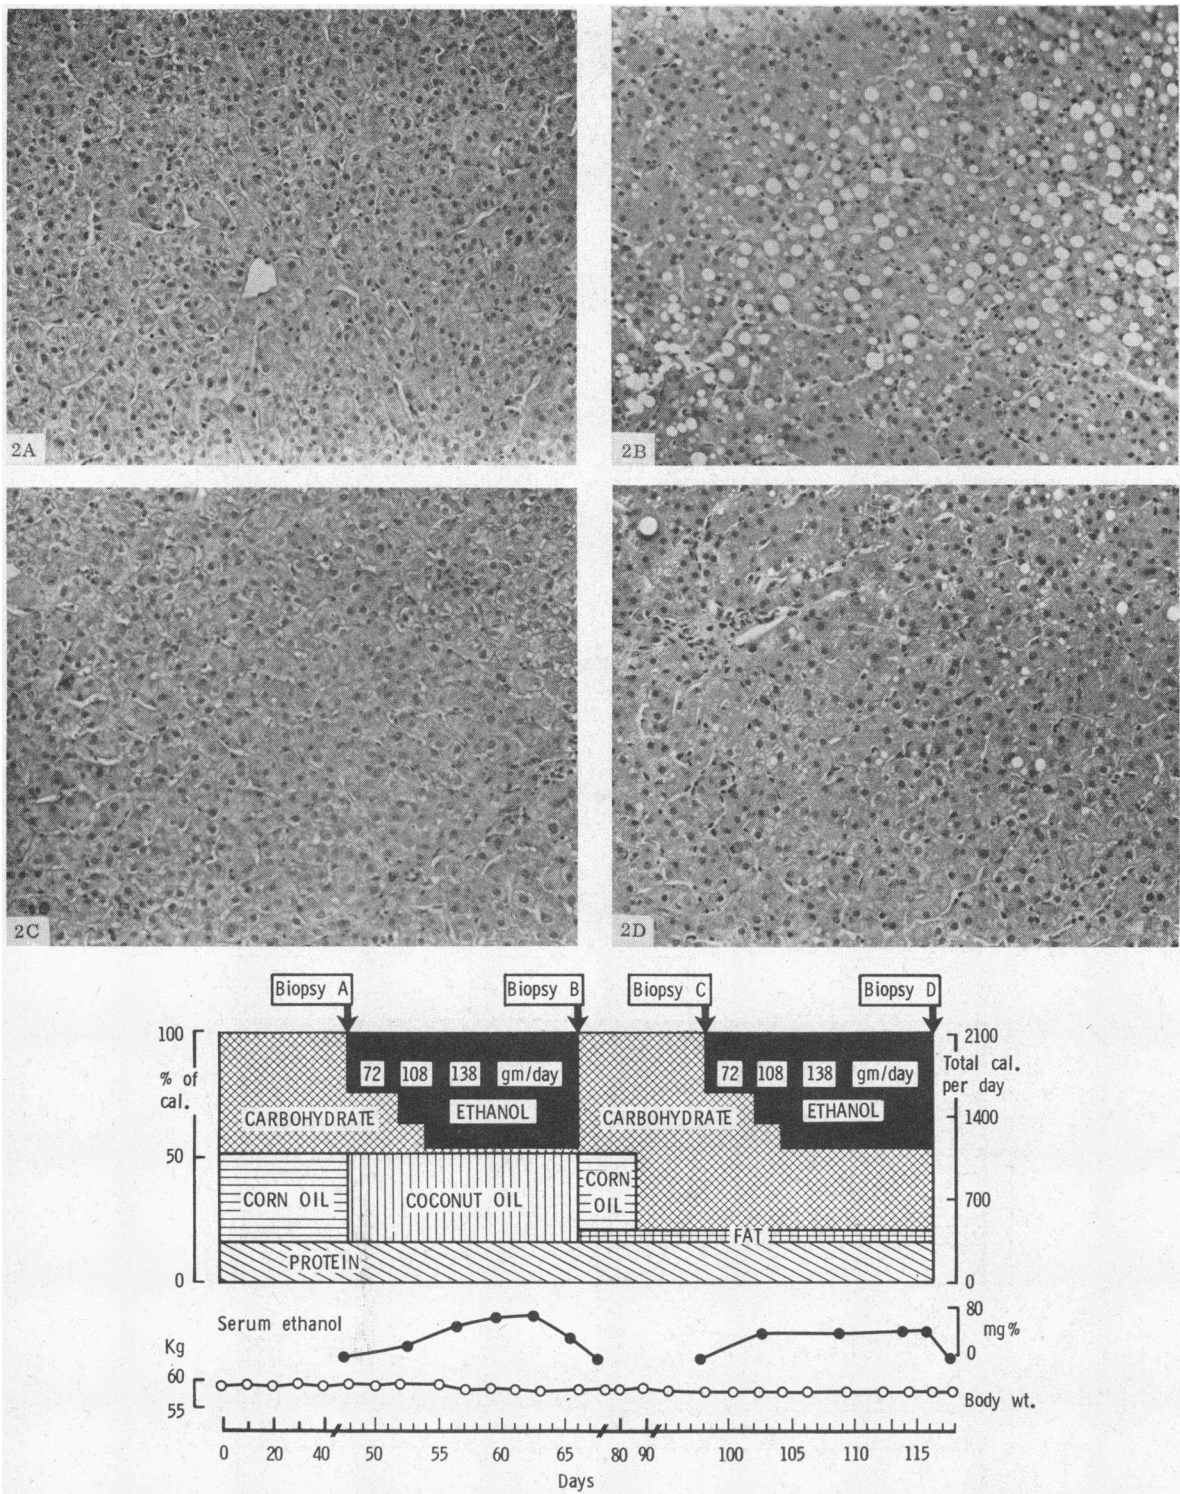 2A
2B
2C
2D
Biopsy A
Biopsy B
Biopsy C
Biopsy D
100
% of
cal.
50
0
72 108 138 gm/day
ETHANOL
CARBOHYDRATE
CORN OIL
COCONUT OIL
PROTEIN
72 108 138 gm/day
ETHANOL
CARBOHYDRATE
CORN
OIL
FAT
2100
Total cal.
per day
1400
700
0
Serum ethanol
80
mg%
0
Kg
60
55
Body wt.
0 20 40 50 55 60 65 80 90 100 105 110 115
Days